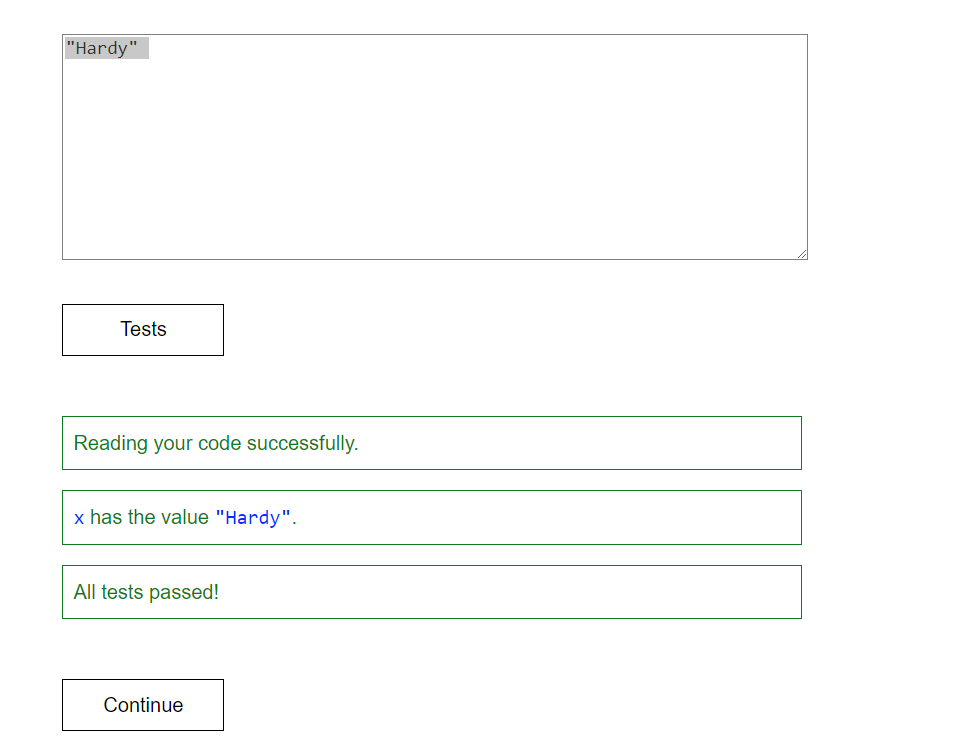 "Hardy"
Tests
Reading your code successfully.
x has the value "Hardy".
All tests passed!
Continue